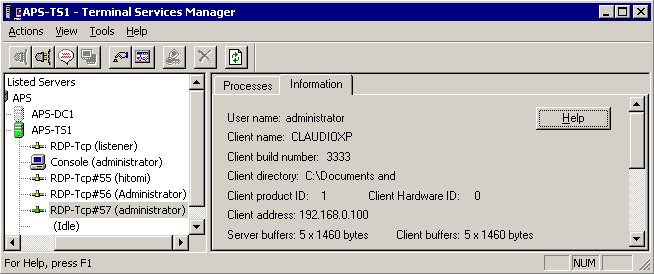 APS-TS1 - Terminal Services Manager
Actions View Tools Help
Listed Servers
APS
APS-DC1
APS-TS1
RDP-Tcp (listener)
Console (administrator)
RDP-Tcp#55 (hitomi)
RDP-Tcp#56 (Administrator)
RDP-Tcp#57 (administrator)
(Idle)
Processes Information
User name: administrator
Help
Client name: CLAUDIOXP
Client build number: 3333
Client directory: C:\Documents and
Client product ID: 1 Client Hardware ID: 0
Client address: 192.168.0.100
Server buffers: 5 x 1460 bytes Client buffers: 5 x 1460 bytes
For Help, press F1
NUM